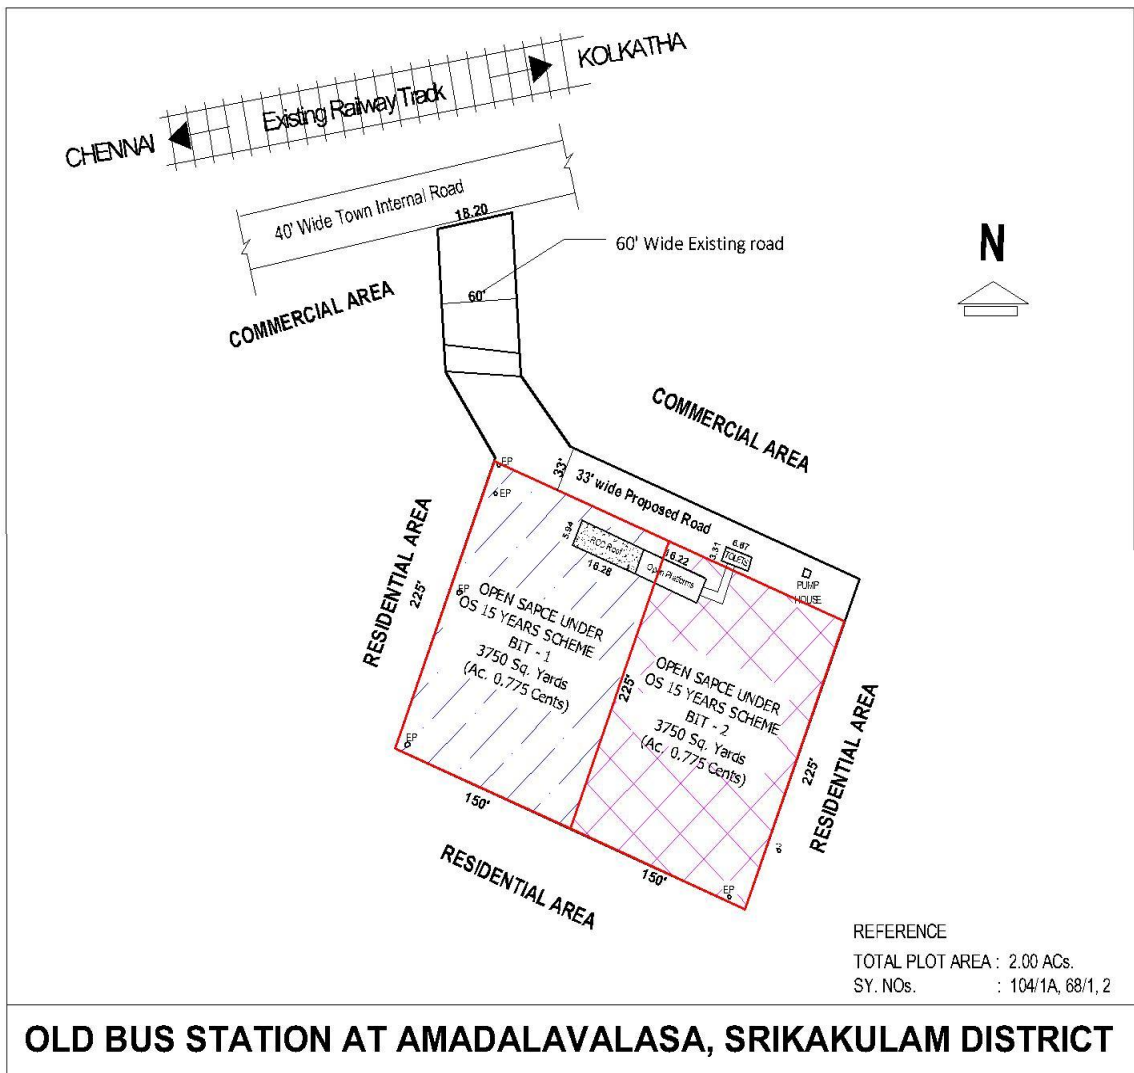 KOLKATHA
Existing Railway Track
CHENNAI
40' Wide Town Internal Road
18.20
60' Wide Existing road
N
60'
COMMERCIAL AREA
COMMERCIAL AREA
EP
33'
33' wide Proposed Road
EP
RESIDENTIAL AREA
225'
5.94
RCC Roof
16.28
16.22
Open Platforms
3.31
6.67
TOILETS
PUMP
HOUSE
EP
OPEN SAPCE UNDER
OS 15 YEARS SCHEME
BIT - 1
3750 Sq. Yards
(Ac. 0.775 Cents)
225'
OPEN SAPCE UNDER
OS 15 YEARS SCHEME
BIT - 2
3750 Sq. Yards
(Ac. 0.775 Cents)
225'
RESIDENTIAL AREA
EP
150'
150'
EP
RESIDENTIAL AREA
REFERENCE
TOTAL PLOT AREA : 2.00 ACs.
SY. NOs. : 104/1A, 68/1, 2
OLD BUS STATION AT AMADALAVALASA, SRIKAKULAM DISTRICT